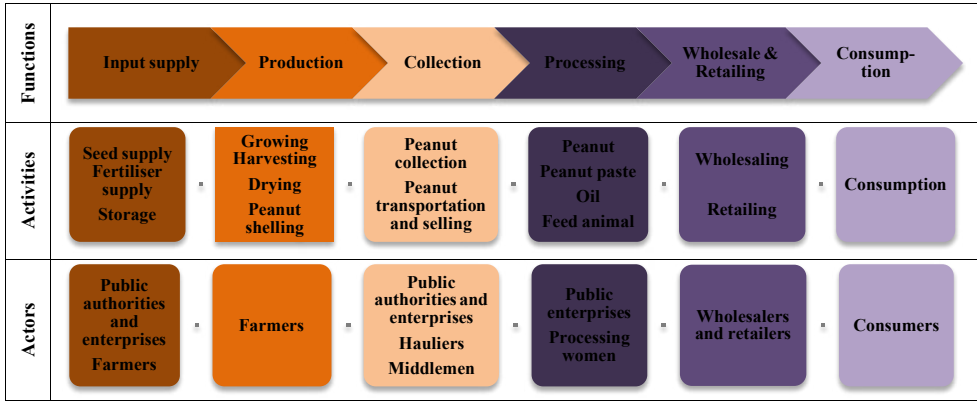 Functions
Input supply
Production
Collection
Processing
Wholesale &
Retailing
Consump-
tion
Activities
Seed supply
Fertiliser
supply
Storage
Growing
Harvesting
Drying
Peanut
shelling
Peanut
collection
Peanut
transportation
and selling
Peanut
Peanut paste
Oil
Feed animal
Wholesaling
Retailing
Consumption
Actors
Public
authorities
and
enterprises
Farmers
Farmers
Public
authorities and
enterprises
Hauliers
Middlemen
Public
enterprises
Processing
women
Wholesalers
and retailers
Consumers